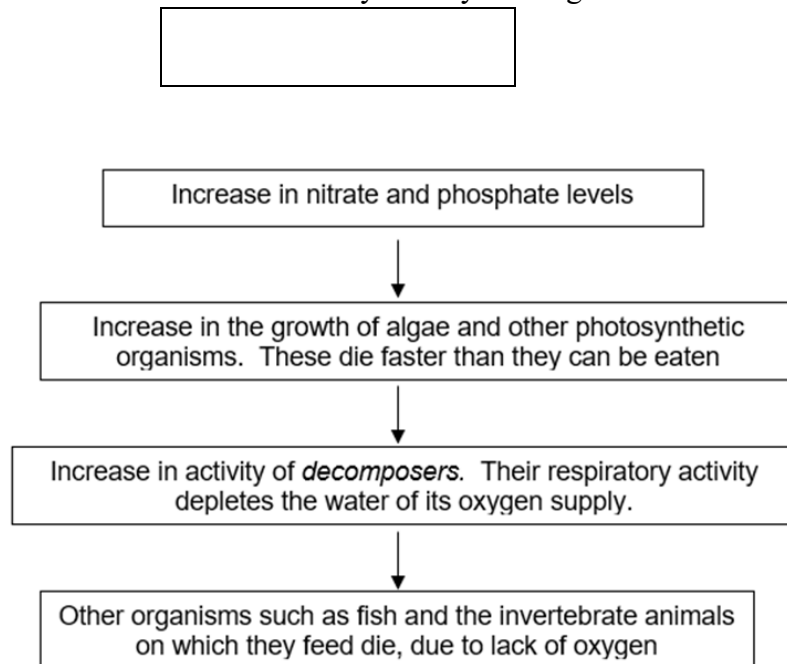 Increase in nitrate and phosphate levels
Increase in the growth of algae and other photosynthetic
organisms. These die faster than they can be eaten
Increase in activity of decomposers. Their respiratory activity
depletes the water of its oxygen supply.
Other organisms such as fish and the invertebrate animals
on which they feed die, due to lack of oxygen